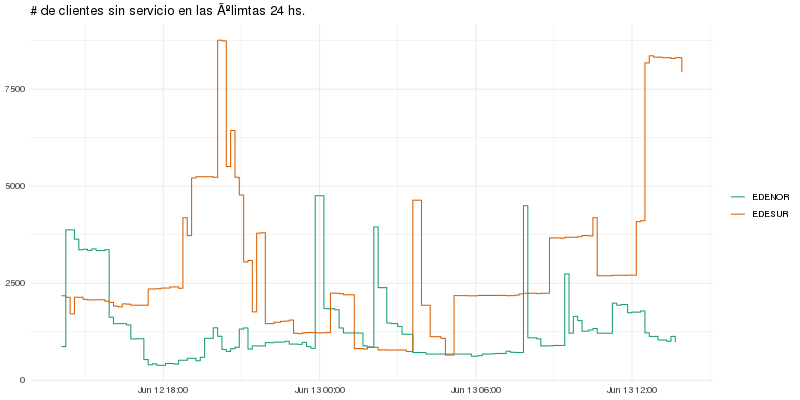 # de clientes sin servicio en las Ãºlimtas 24 hs.
7500
5000
2500
0
Jun 12 18:00
Jun 13 00:00
Jun 13 06:00
Jun 13 12:00
EDENOR
EDESUR